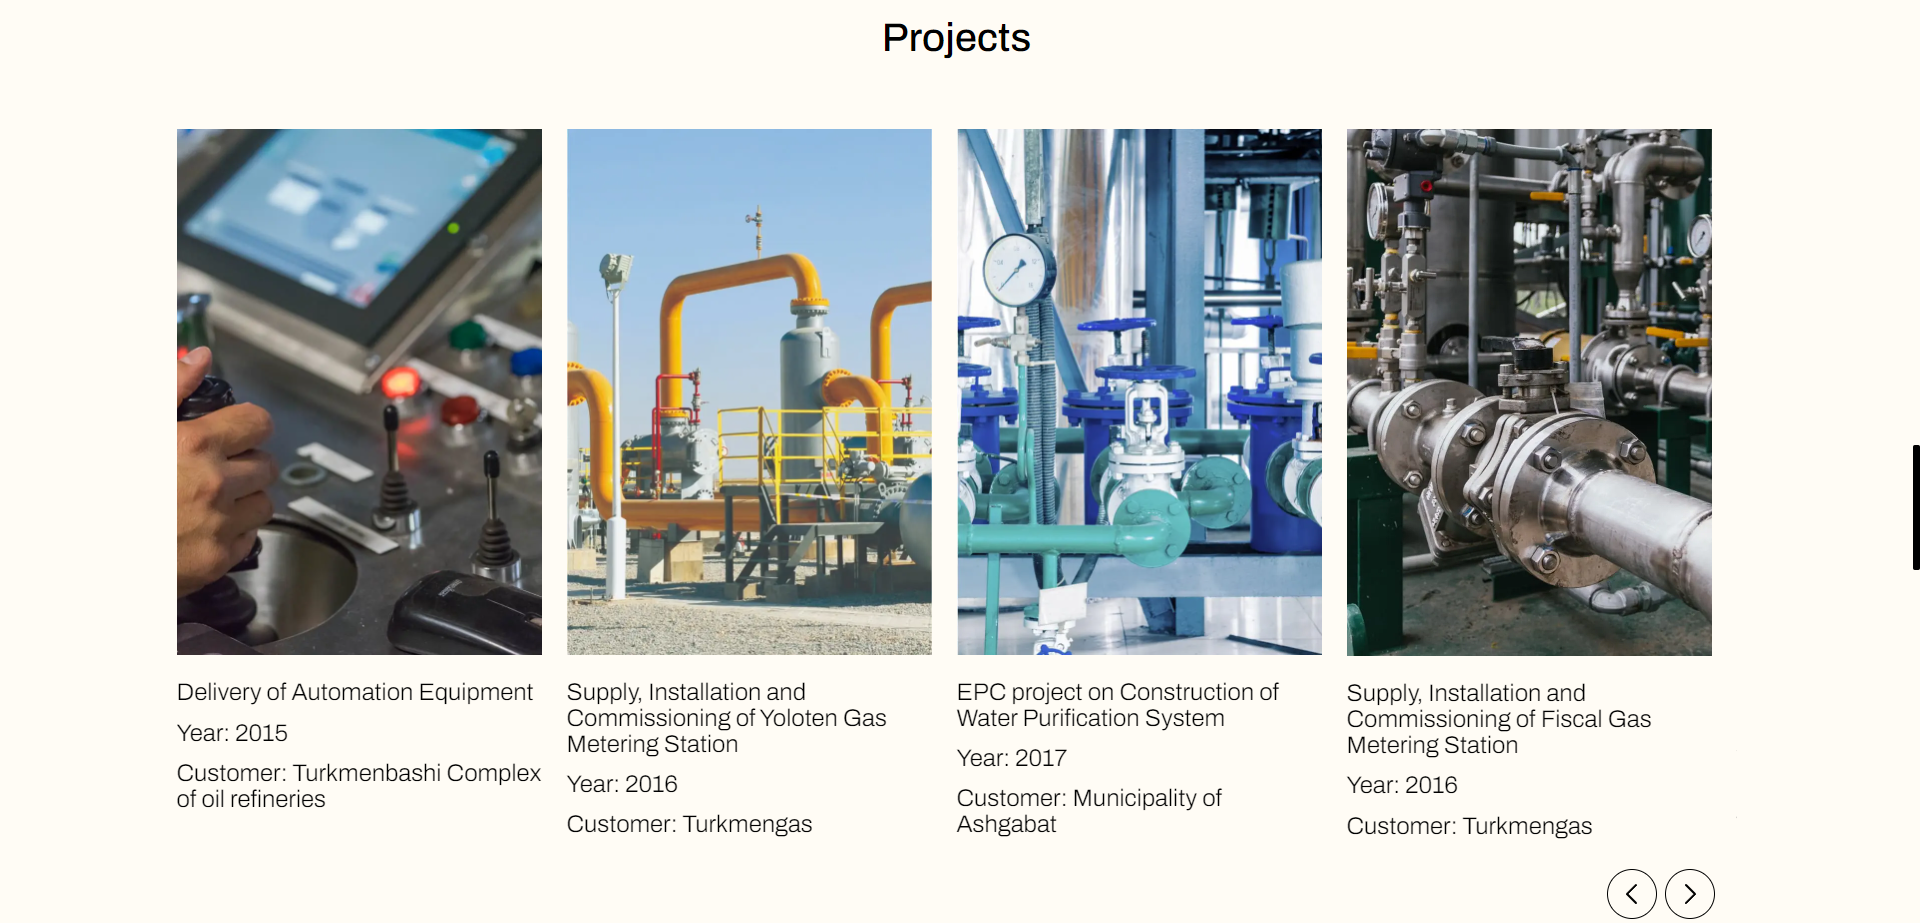 Projects
Delivery of Automation Equipment
Year: 2015
Customer: Turkmenbashi Complex
of oil refineries
Supply, Installation and
Commissioning of Yoloten Gas
Metering Station
Year: 2016
Customer: Turkmengas
EPC project on Construction of
Water Purification System
Year: 2017
Customer: Municipality of
Ashgabat
Supply, Installation and
Commissioning of Fiscal Gas
Metering Station
Year: 2016
Customer: Turkmengas